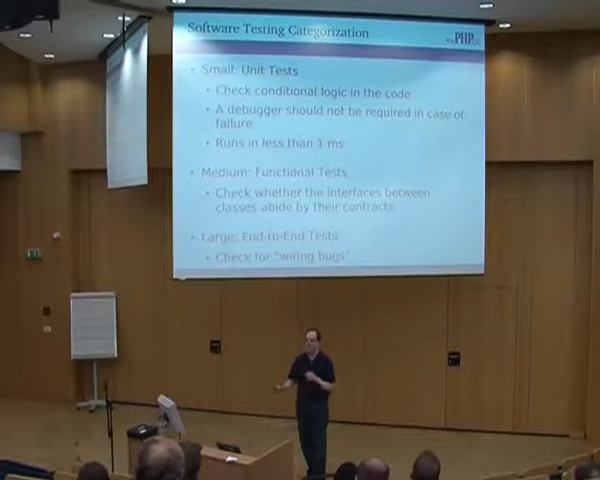 Software Testing Categorization
thePHP.cc
• Small: Unit Tests
• Check conditional logic in the code
• A debugger should not be required in case of
failure
• Runs in less than 1 ms
• Medium: Functional Tests
• Check whether the interfaces between
classes abide by their contracts
• Large: End-to-End Tests
• Check for "wiring bugs"